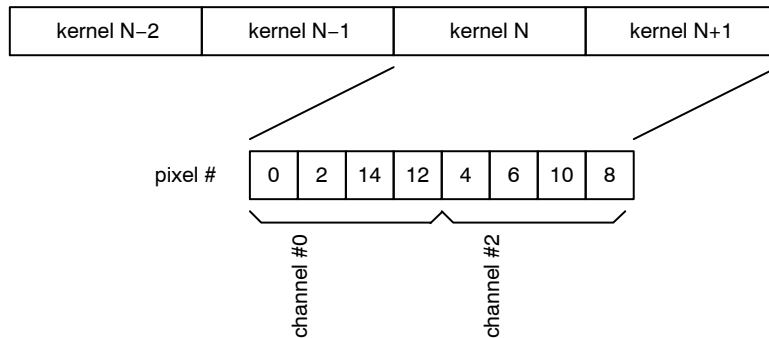 kernel N−2 kernel N−1 kernel N kernel N+1
pixel # 0 2 14 12 4 6 10 8
channel #0 channel #2